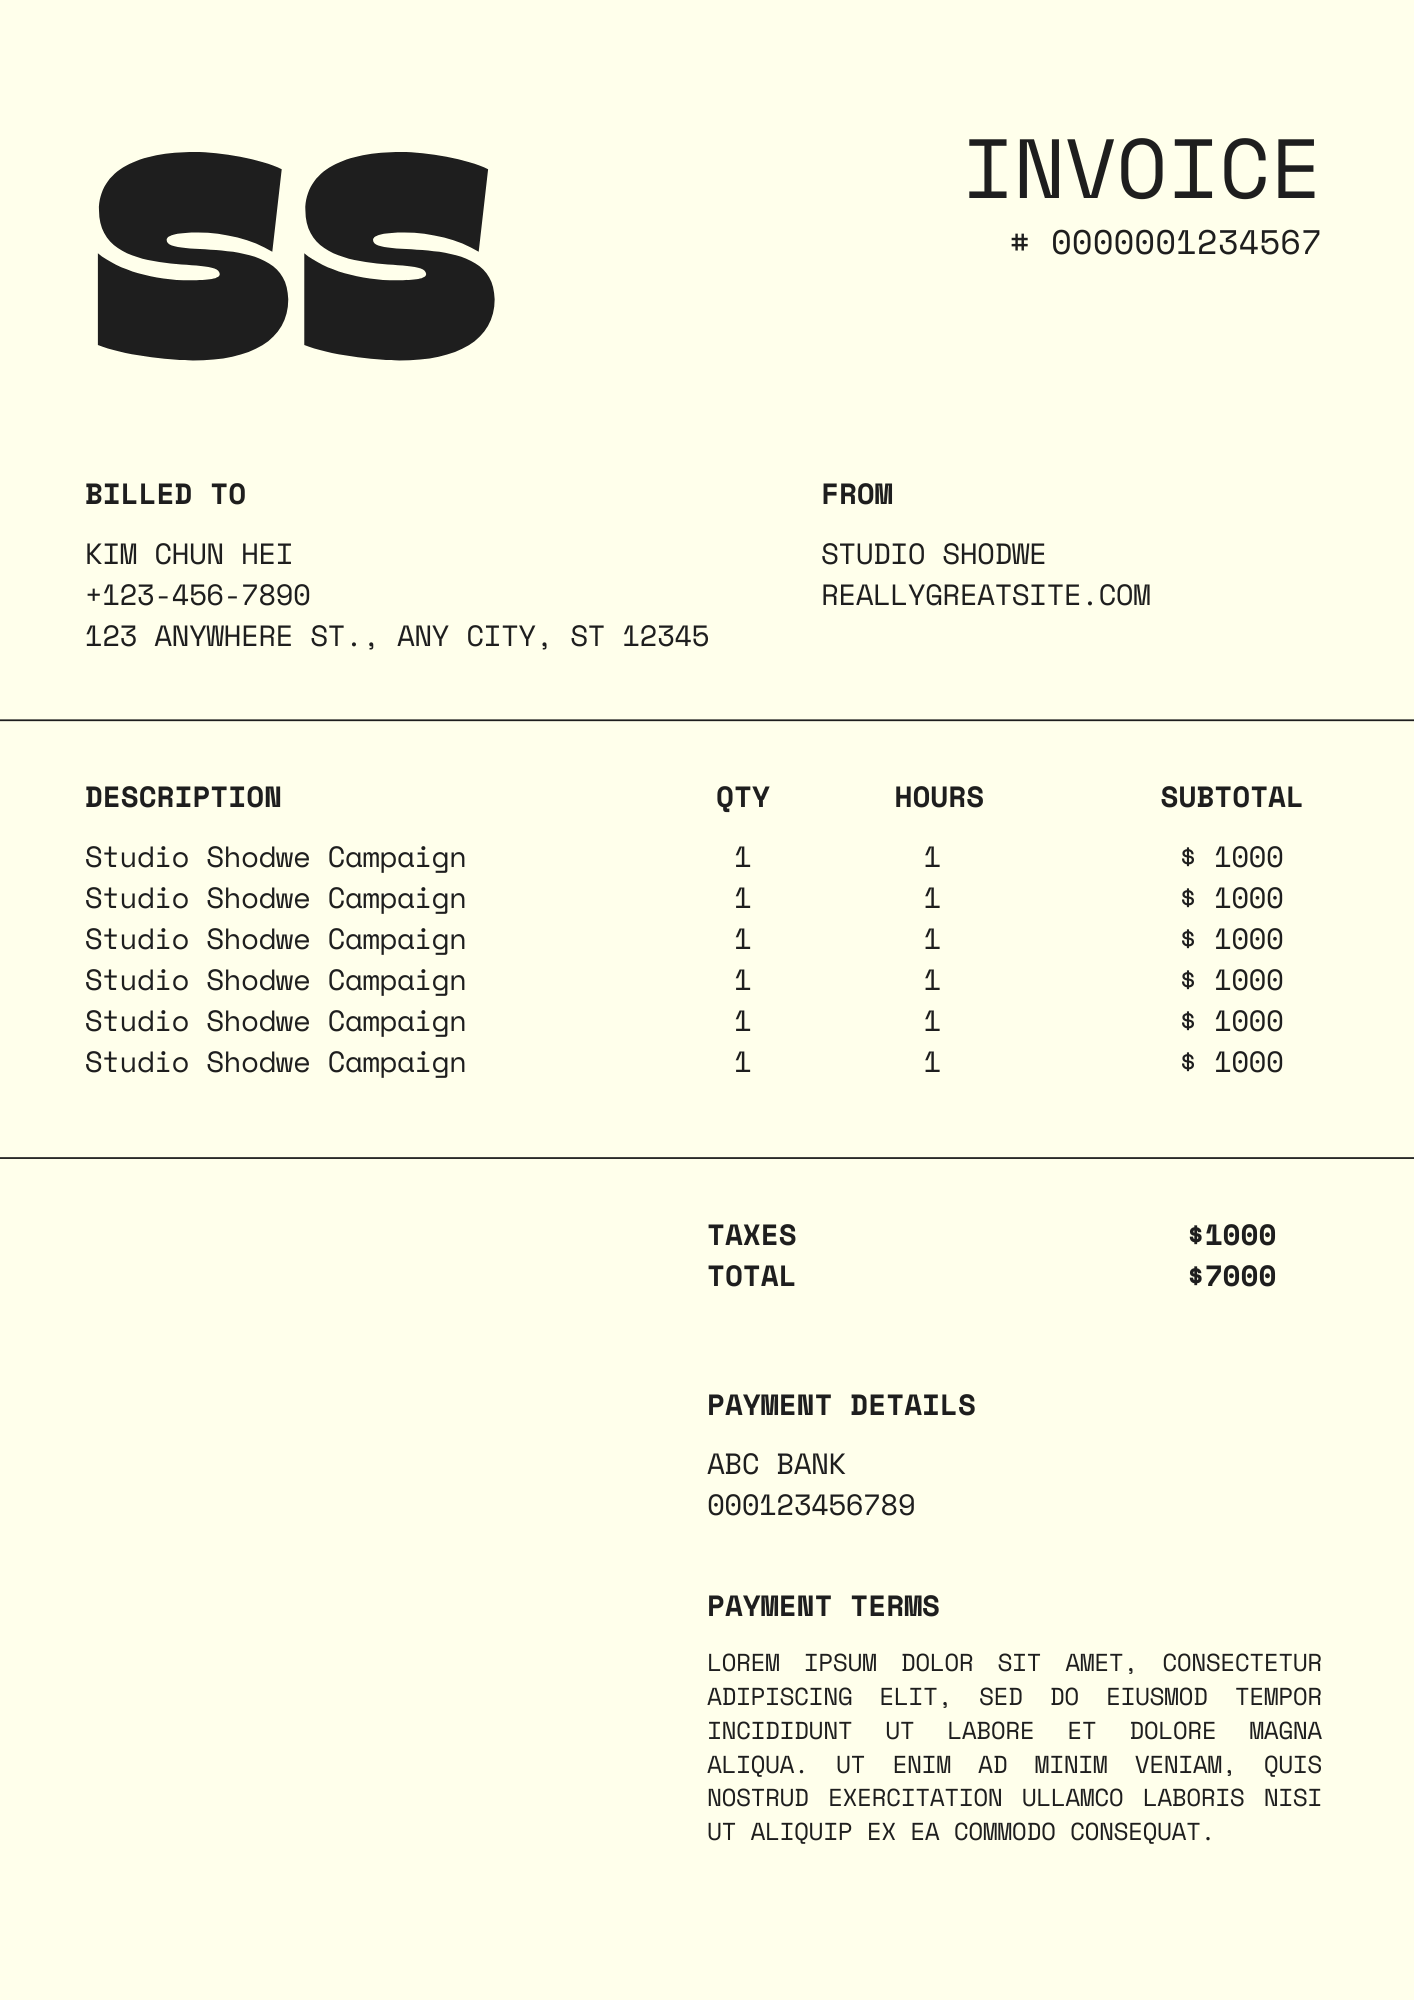 SS
INVOICE
# 0000001234567
BILLED TO
KIM CHUN HEI
+123-456-7890
123 ANYWHERE ST., ANY CITY, ST 12345
FROM
STUDIO SHODWE
REALLYGREATSITE.COM
DESCRIPTION QTY HOURS SUBTOTAL
Studio Shodwe Campaign 1 1 $ 1000
Studio Shodwe Campaign 1 1 $ 1000
Studio Shodwe Campaign 1 1 $ 1000
Studio Shodwe Campaign 1 1 $ 1000
Studio Shodwe Campaign 1 1 $ 1000
Studio Shodwe Campaign 1 1 $ 1000
TAXES $1000
TOTAL $7000
PAYMENT DETAILS
ABC BANK
000123456789
PAYMENT TERMS
LOREM IPSUM DOLOR SIT AMET, CONSECTETUR
ADIPISCING ELIT, SED DO EIUSMOD TEMPOR
INCIDIDUNT UT LABORE ET DOLORE MAGNA
ALIQUA. UT ENIM AD MINIM VENIAM, QUIS
NOSTRUD EXERCITATION ULLAMCO LABORIS NISI
UT ALIQUIP EX EA COMMODO CONSEQUAT.